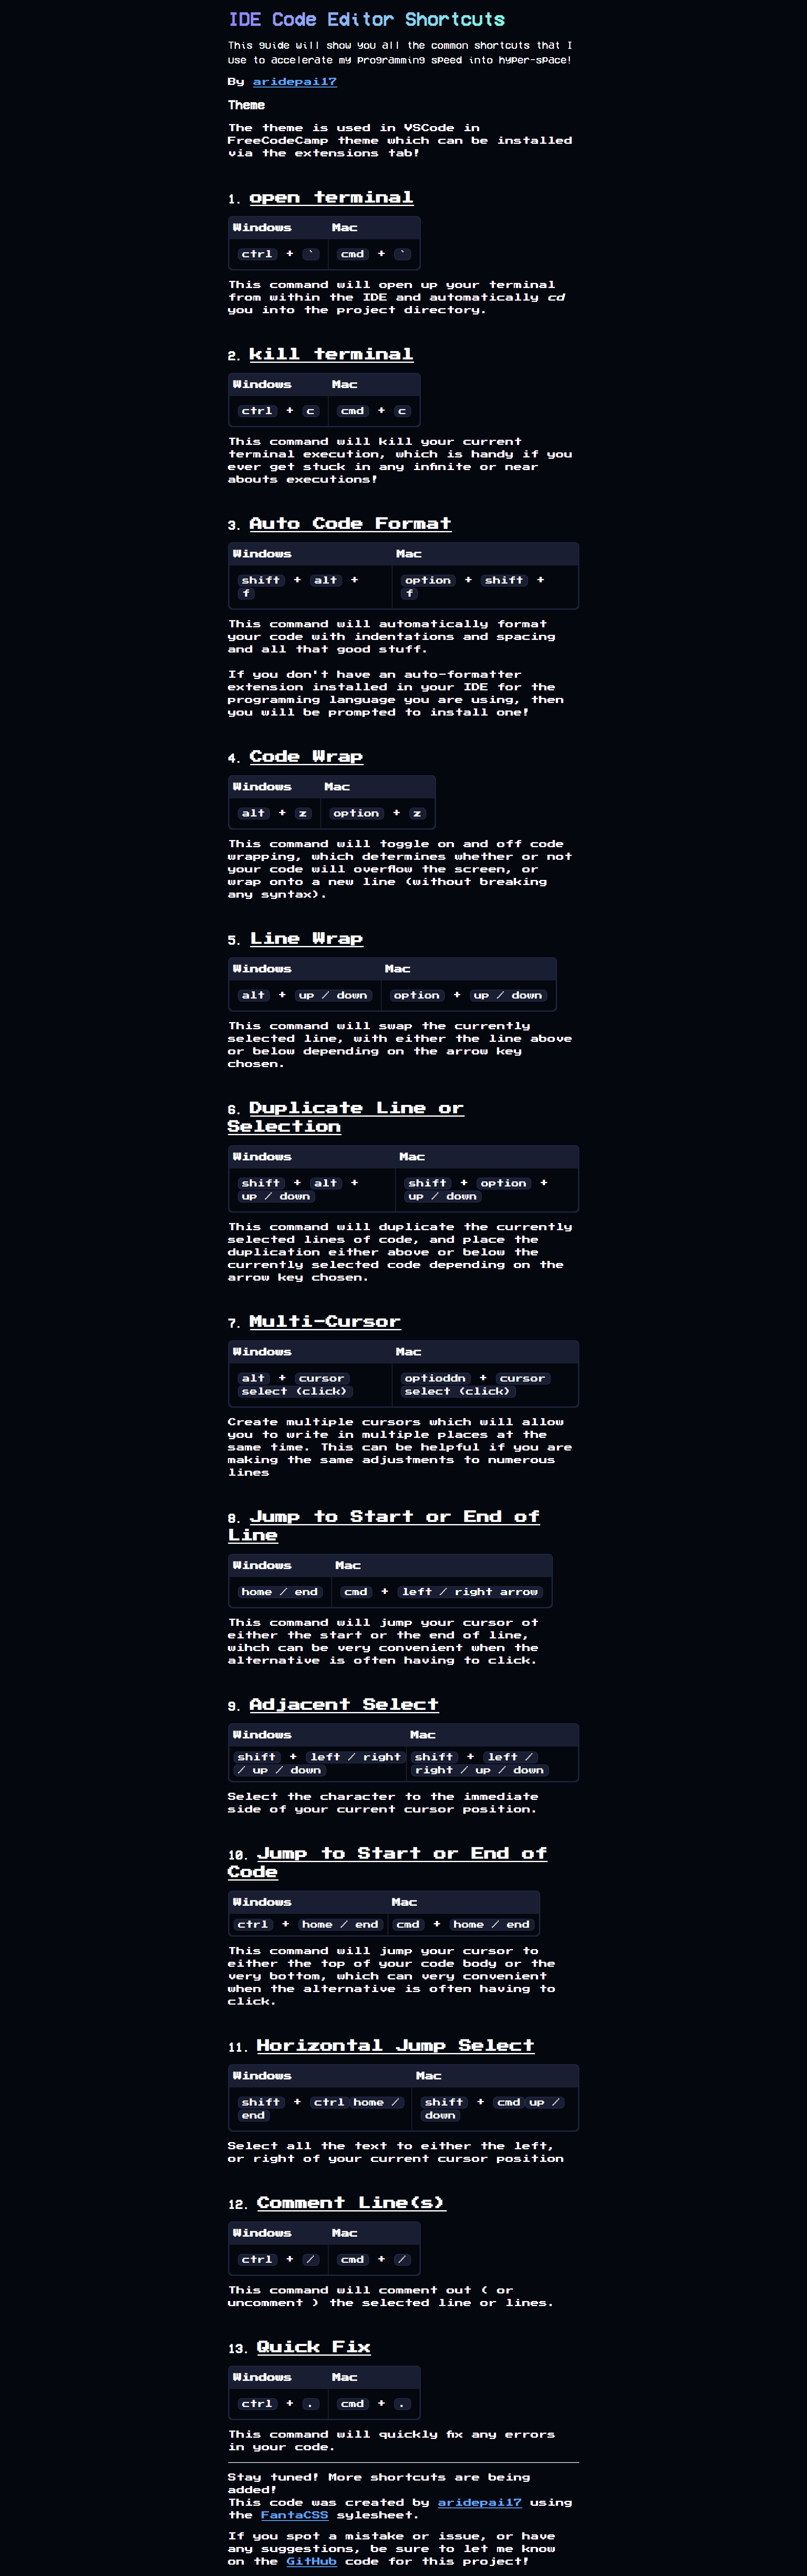 IDE Code Editor Shortcuts
This guide will show you all the common shortcuts that I
use to accelerate my programming speed into hyper-space!
By aridepai17
Theme
The theme is used in VSCode in
FreeCodeCamp theme which can be installed
via the extensions tab!
1. open terminal
Windows Mac
ctrl + ` cmd + `
This command will open up your terminal
from within the IDE and automatically cd
you into the project directory.
2. kill terminal
Windows Mac
ctrl + c cmd + c
This command will kill your current
terminal execution, which is handy if you
ever get stuck in any infinite or near
abouts executions!
3. Auto Code Format
Windows Mac
shift + alt + option + shift +
f f
This command will automatically format
your code with indentations and spacing
and all that good stuff.
If you don't have an auto-formatter
extension installed in your IDE for the
programming language you are using, then
you will be prompted to install one!
4. Code Wrap
Windows Mac
alt + z option + z
This command will toggle on and off code
wrapping, which determines whether or not
your code will overflow the screen, or
wrap onto a new line (without breaking
any syntax).
5. Line Wrap
Windows Mac
alt + up / down option + up / down
This command will swap the currently
selected line, with either the line above
or below depending on the arrow key
chosen.
6. Duplicate Line or
Selection
Windows Mac
shift + alt + shift + option +
up / down up / down
This command will duplicate the currently
selected lines of code, and place the
duplication either above or below the
currently selected code depending on the
arrow key chosen.
7. Multi-Cursor
Windows Mac
alt + cursor optioddn + cursor
select (click) select (click)
Create multiple cursors which will allow
you to write in multiple places at the
same time. This can be helpful if you are
making the same adjustments to numerous
lines
8. Jump to Start or End of
Line
Windows Mac
home / end cmd + left / right arrow
This command will jump your cursor ot
either the start or the end of line,
wihch can be very convenient when the
alternative is often having to click.
9. Adjacent Select
Windows Mac
shift + left / right shift + left /
/ up / down right / up / down
Select the character to the immediate
side of your current cursor position.
10. Jump to Start or End of
Code
Windows Mac
ctrl + home / end cmd + home / end
This command will jump your cursor to
either the top of your code body or the
very bottom, which can very convenient
when the alternative is often having to
click.
11. Horizontal Jump Select
Windows Mac
shift + ctrl home / shift + cmd up /
end down
Select all the text to either the left,
or right of your current cursor position
12. Comment Line(s)
Windows Mac
ctrl + / cmd + /
This command will comment out ( or
uncomment ) the selected line or lines.
13. Quick Fix
Windows Mac
ctrl + . cmd + .
This command will quickly fix any errors
in your code.
Stay tuned! More shortcuts are being
added!
This code was created by aridepai17 using
the FantaCSS sylesheet.
If you spot a mistake or issue, or have
any suggestions, be sure to let me know
on the GitHub code for this project!